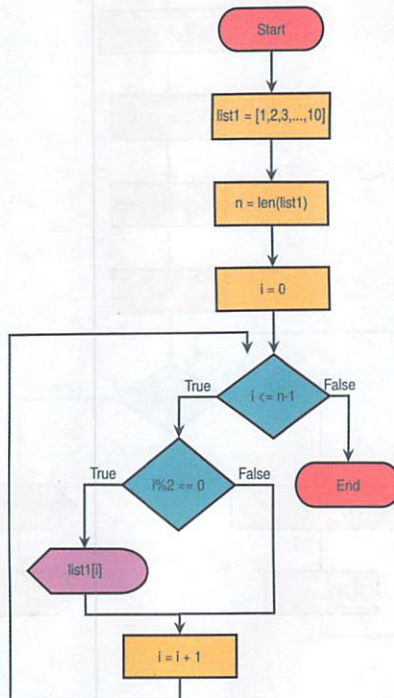 Start
list1 = [1,2,3,...,10]
n = len(list1)
i = 0
i <= n-1
True
False
i%2 == 0
True
False
End
list1[i]
i = i + 1